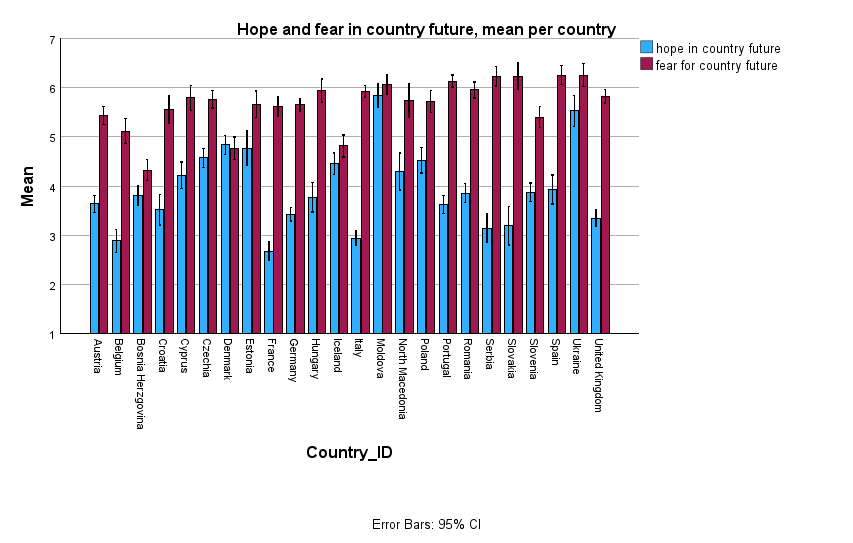 Hope and fear in country future, mean per country
hope in country future
fear for country future
7
6
5
4
3
2
1
Mean
Austria
Belgium
Bosnia Herzgovina
Croatia
Cyprus
Czechia
Denmark
Estonia
France
Germany
Hungary
Iceland
Italy
Moldova
North Macedonia
Poland
Portugal
Romania
Serbia
Slovakia
Slovenia
Spain
Ukraine
United Kingdom
Country_ID
Error Bars: 95% CI